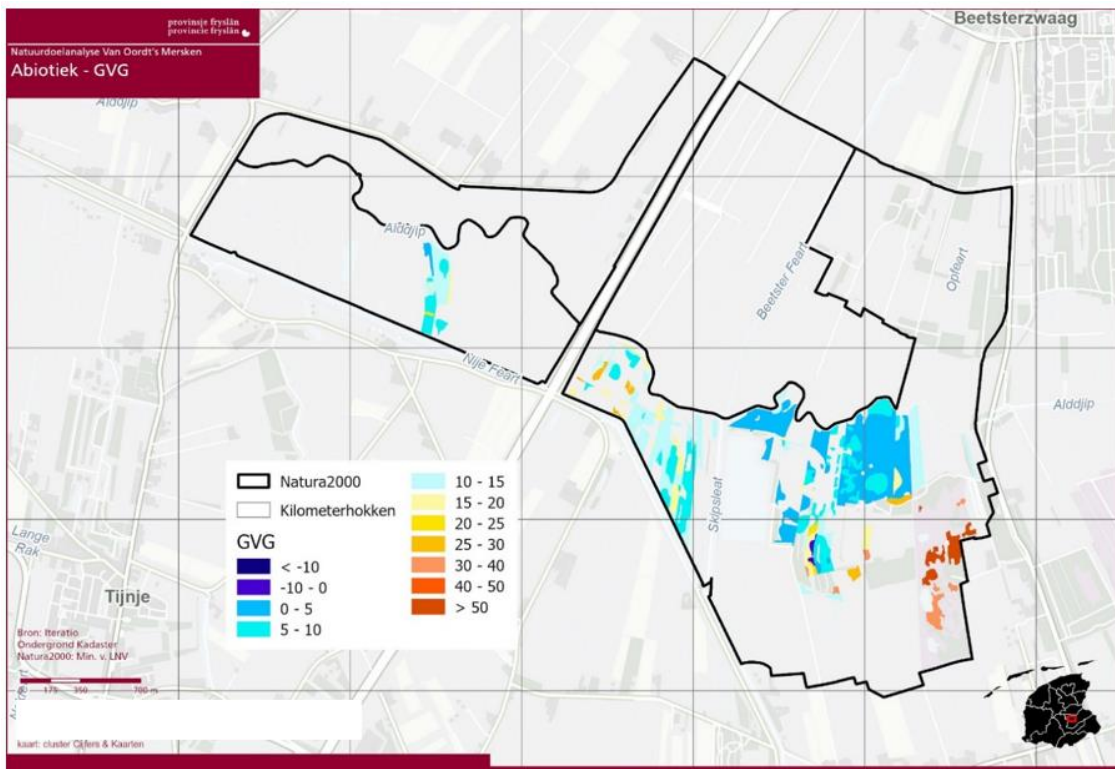 provinsje fryslân
provincie fryslân
Natuurdoelanalyse Van Oordt's Mersken
Abiotiek - GVG
Beetsterzwaag
Alddjip
Alddjip
Beetster Feart
Opfeart
Nije Feart
Alddjip
Skipsleat
Lange
Rak
Tijnje
Natura2000
Kilometerhokken
GVG
< -10
-10 - 0
0 - 5
5 - 10
10 - 15
15 - 20
20 - 25
25 - 30
30 - 40
40 - 50
> 50
Bron: Iteratio
Ondergrond Kadaster
Natura2000: Min. v. LNV
175 350 700 m
kaart: cluster Cijfers & Kaarten